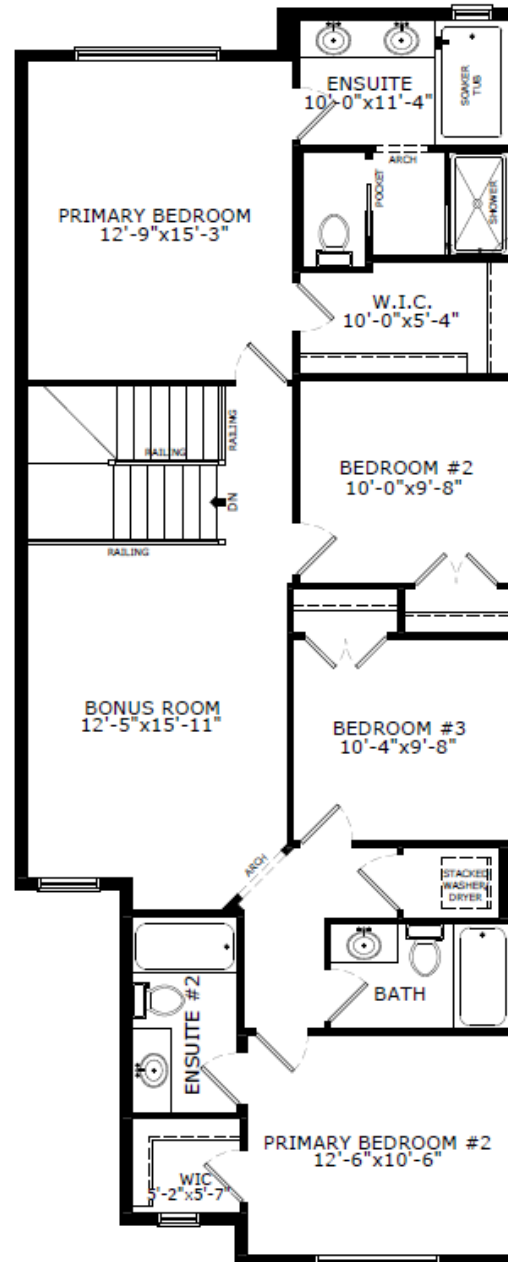 ENSUITE
10'-0"x11'-4"
SOAKER
TUB
ARCH
POCKET
SHOWER
PRIMARY BEDROOM
12'-9"x15'-3"
W.I.C.
10'-0"x5'-4"
RAILING
RAILING
DN
RAILING
BEDROOM #2
10'-0"x9'-8"
BONUS ROOM
12'-5"x15'-11"
BEDROOM #3
10'-4"x9'-8"
ARCH
STACKED
WASHER
DRYER
BATH
ENSUITE #2
PRIMARY BEDROOM #2
12'-6"x10'-6"
WIC
5'-2"x5'-7"